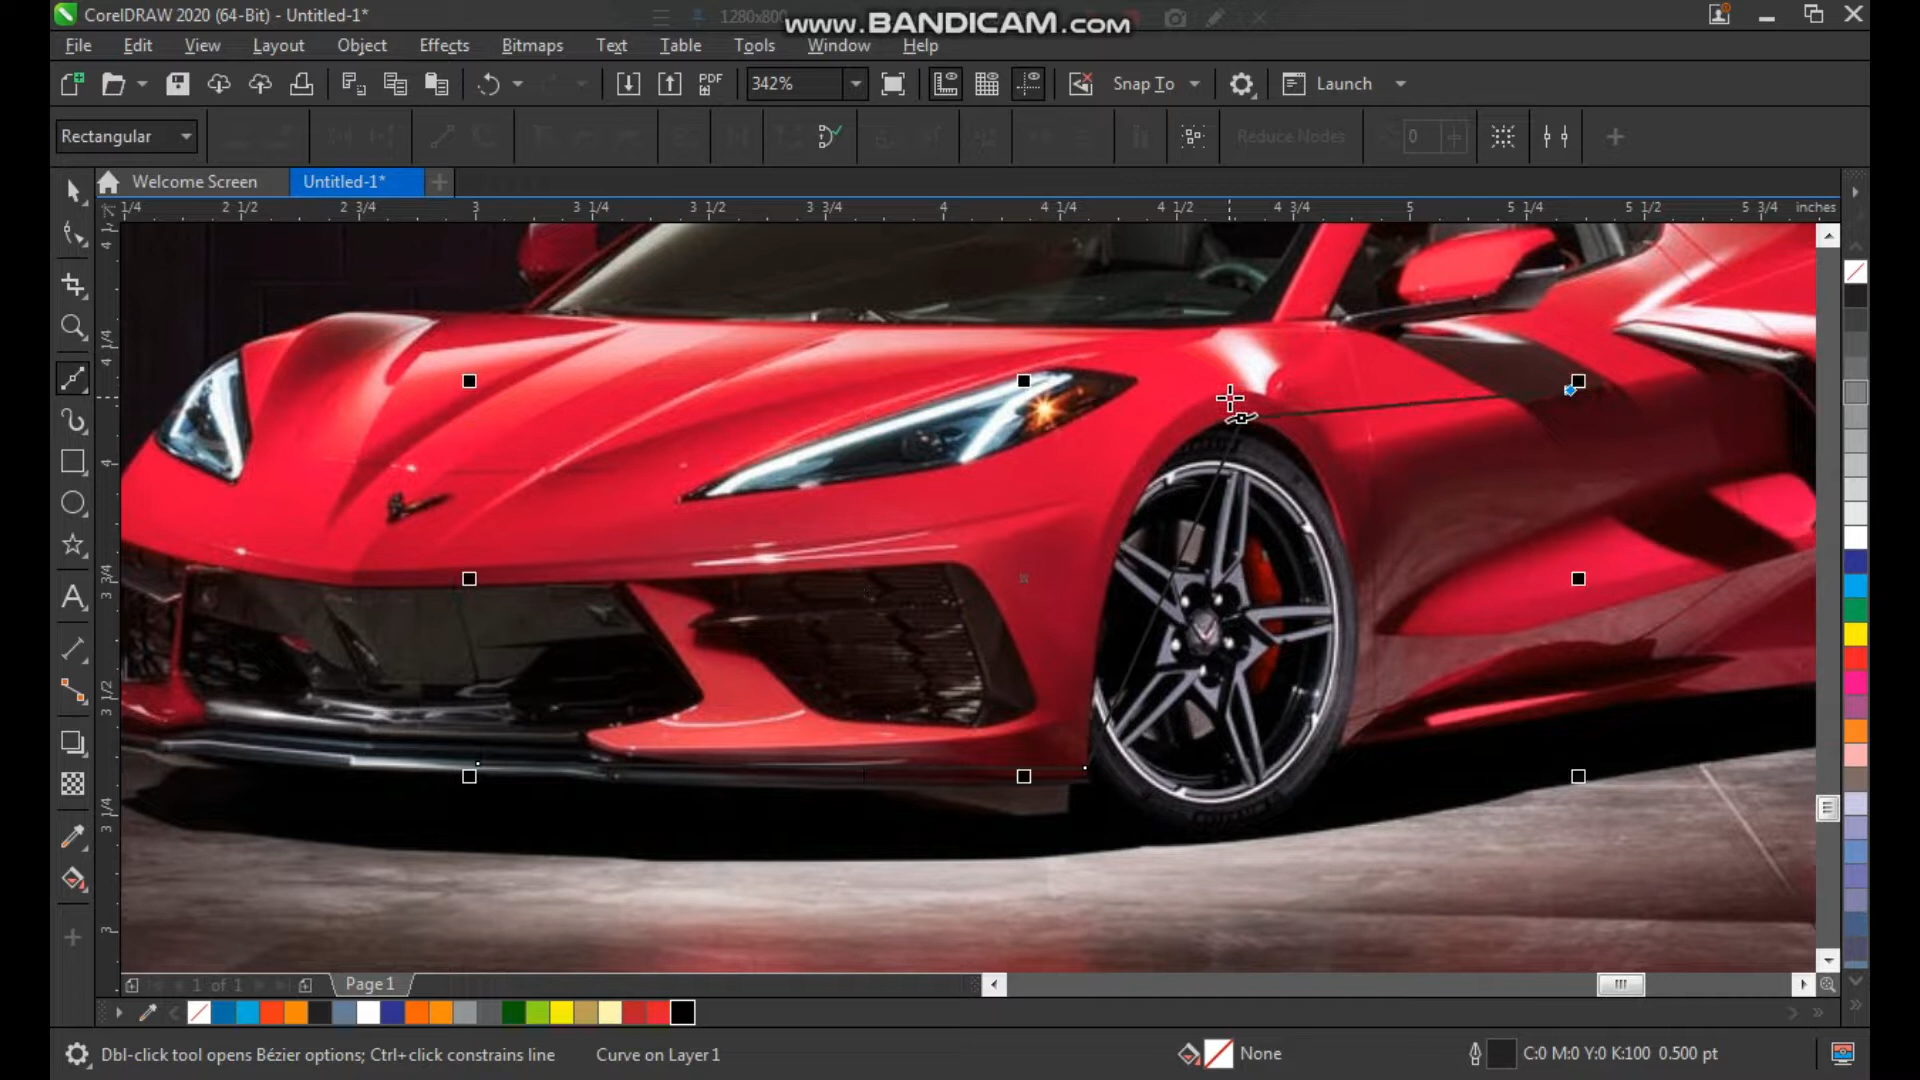 CorelDRAW 2020 (64-Bit) - Untitled-1*
1280x800
www.BANDICAM.com
File Edit View Layout Object Effects Bitmaps Text Table Tools Window Help
PDF 342% Snap To Launch
Rectangular Reduce Nodes 0
Welcome Screen Untitled-1*
1/4 2 1/2 2 3/4 3 3 1/4 3 1/2 3 3/4 4 4 1/4 4 1/2 4 3/4 5 5 1/4 5 1/2 5 3/4 inches
1 of 1 Page 1
Dbl-click tool opens Bézier options; Ctrl+click constrains line Curve on Layer 1 None C:0 M:0 Y:0 K:100 0.500 pt